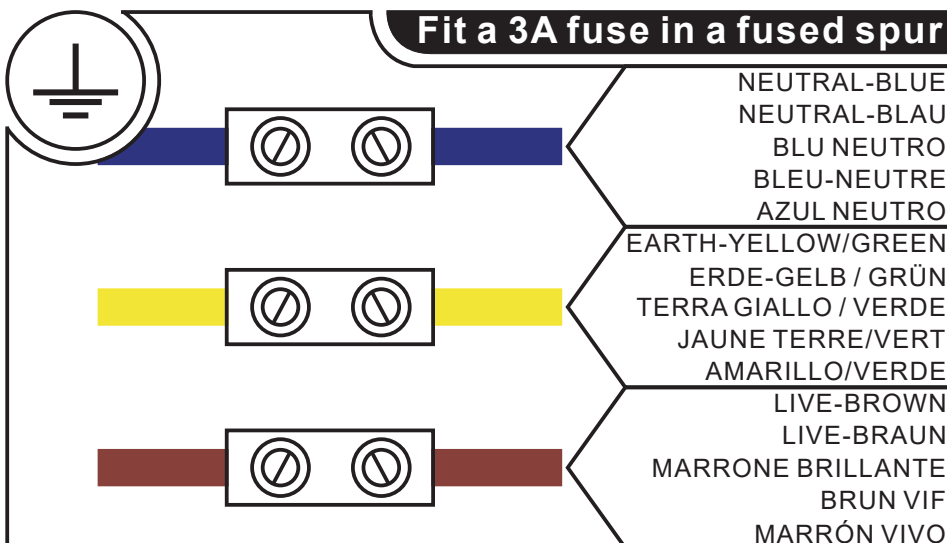 Fit a 3A fuse in a fused spur
NEUTRAL-BLUE
NEUTRAL-BLAU
BLU NEUTRO
BLEU-NEUTRE
AZUL NEUTRO
EARTH-YELLOW/GREEN
ERDE-GELB / GRÜN
TERRA GIALLO / VERDE
JAUNE TERRE/VERT
AMARILLO/VERDE
LIVE-BROWN
LIVE-BRAUN
MARRONE BRILLANTE
BRUN VIF
MARRÓN VIVO